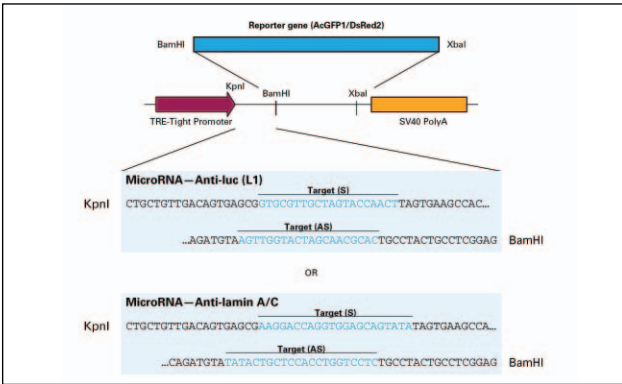 Reporter gene (AcGFP1/DsRed2)
BamHI XbaI
KpnI BamHI XbaI
TRE-Tight Promoter SV40 PolyA
MicroRNA—Anti-luc (L1)
Target (S)
KpnI CTGCTGTTGACAGTGAGCGGTGCGTTGCTAGTACCAACTTAGTGAAGCCAC...
Target (AS)
...AGATGTAAGTTGGTACTAGCAACGCACTGCCTACTGCCTCGGAG BamHI
OR
MicroRNA—Anti-lamin A/C
Target (S)
KpnI CTGCTGTTGACAGTGAGCGAAGGACCAGGTGGAGCAGTATATAGTGAAGCCA...
Target (AS)
...CAGATGTATATACTGCTCCACCTGGTCCTCTGCCTACTGCCTCGGAG BamHI